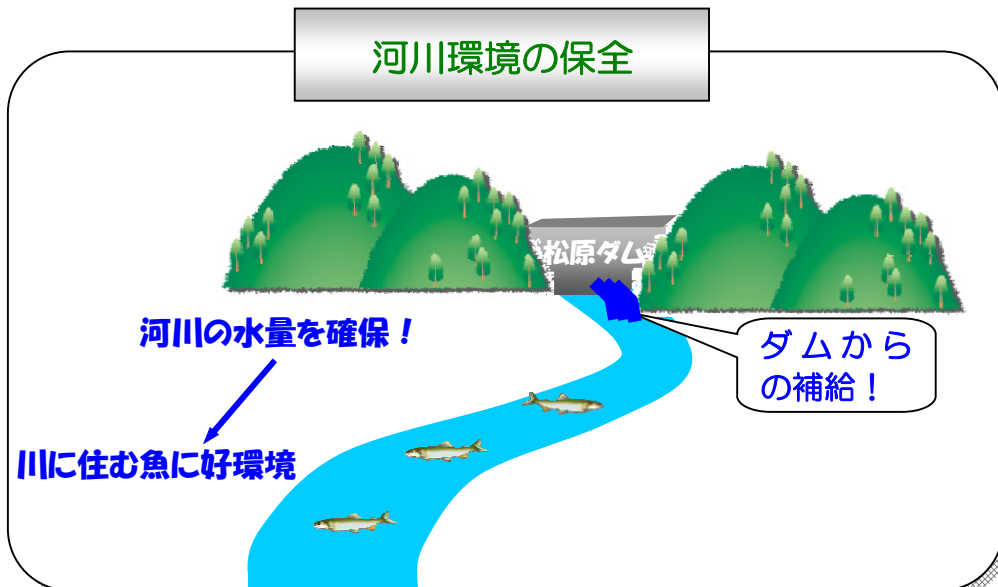 河川環境の保全
松原ダム
河川の水量を確保！
ダムから
の補給！
川に住む魚に好環境